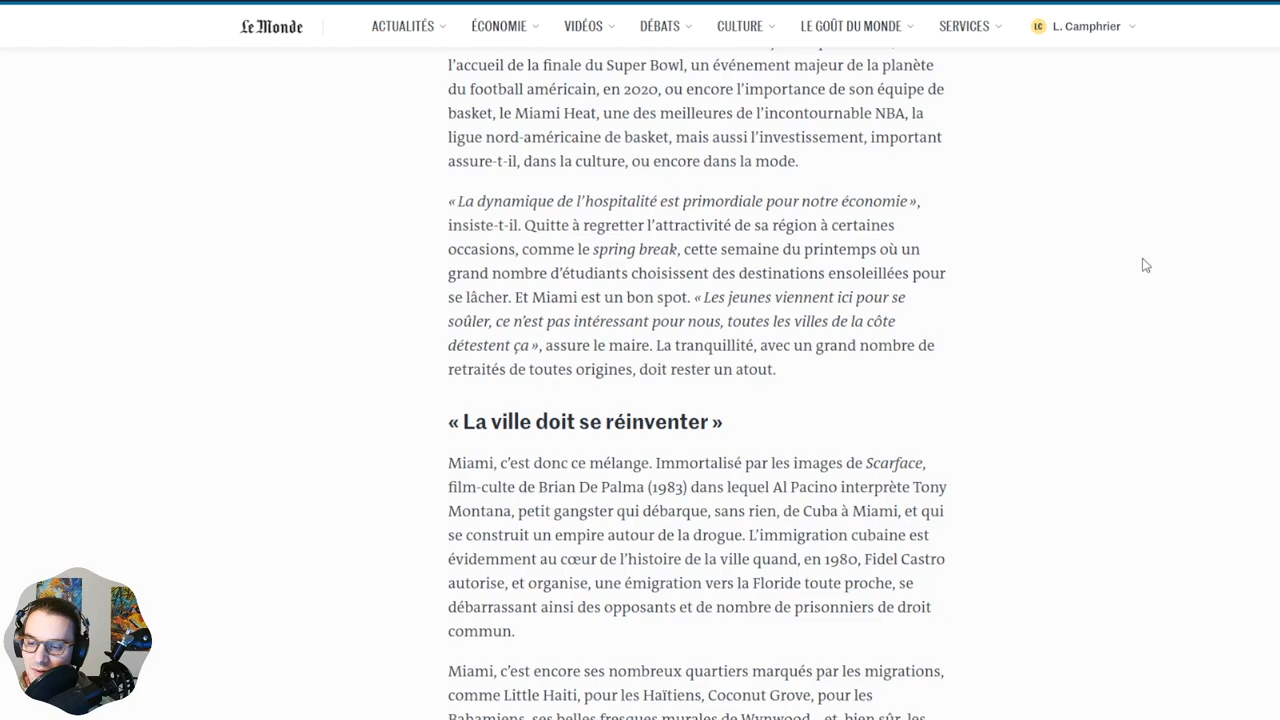 Le Monde
ACTUALITÉS ÉCONOMIE VIDÉOS DÉBATS CULTURE LE GOÛT DU MONDE SERVICES LC L. Camphrier
l’accueil de la finale du Super Bowl, un événement majeur de la planète
du football américain, en 2020, ou encore l’importance de son équipe de
basket, le Miami Heat, une des meilleures de l’incontournable NBA, la
ligue nord-américaine de basket, mais aussi l’investissement, important
assure-t-il, dans la culture, ou encore dans la mode.
« La dynamique de l’hospitalité est primordiale pour notre économie »,
insiste-t-il. Quitte à regretter l’attractivité de sa région à certaines
occasions, comme le spring break, cette semaine du printemps où un
grand nombre d’étudiants choisissent des destinations ensoleillées pour
se lâcher. Et Miami est un bon spot. « Les jeunes viennent ici pour se
soûler, ce n’est pas intéressant pour nous, toutes les villes de la côte
détestent ça », assure le maire. La tranquillité, avec un grand nombre de
retraités de toutes origines, doit rester un atout.
« La ville doit se réinventer »
Miami, c’est donc ce mélange. Immortalisé par les images de Scarface,
film-culte de Brian De Palma (1983) dans lequel Al Pacino interprète Tony
Montana, petit gangster qui débarque, sans rien, de Cuba à Miami, et qui
se construit un empire autour de la drogue. L’immigration cubaine est
évidemment au cœur de l’histoire de la ville quand, en 1980, Fidel Castro
autorise, et organise, une émigration vers la Floride toute proche, se
débarrassant ainsi des opposants et de nombre de prisonniers de droit
commun.
Miami, c’est encore ses nombreux quartiers marqués par les migrations,
comme Little Haiti, pour les Haïtiens, Coconut Grove, pour les
Bahamiens, ses belles fresques murales de Wynwood… et, bien sûr, les